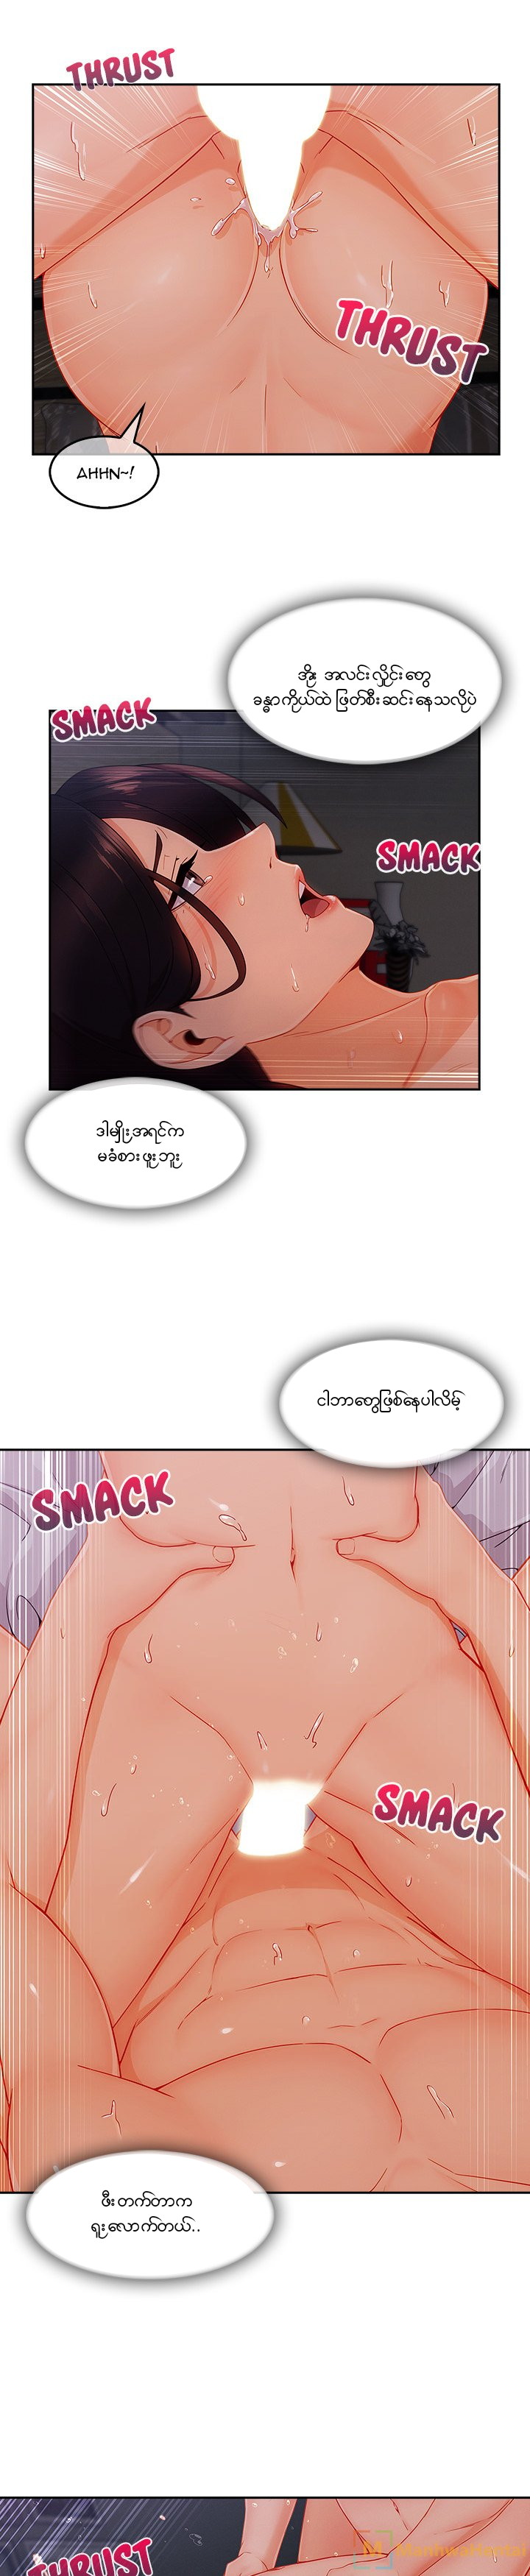 THRUST
THRUST
AHHN~!
အိုး အလင်းလှိုင်းတွေ
ခန္ဓာကိုယ်ထဲ ဖြတ်စီးဆင်းနေသလိုပဲ
SMACK
SMACK
ဒါမျိုးအရင်က
မခံစားဖူးဘူး
ငါဘာတွေဖြစ်နေပါလိမ့်
SMACK
SMACK
ဖီးတက်တာက
ရူးလောက်တယ်..
THRUST